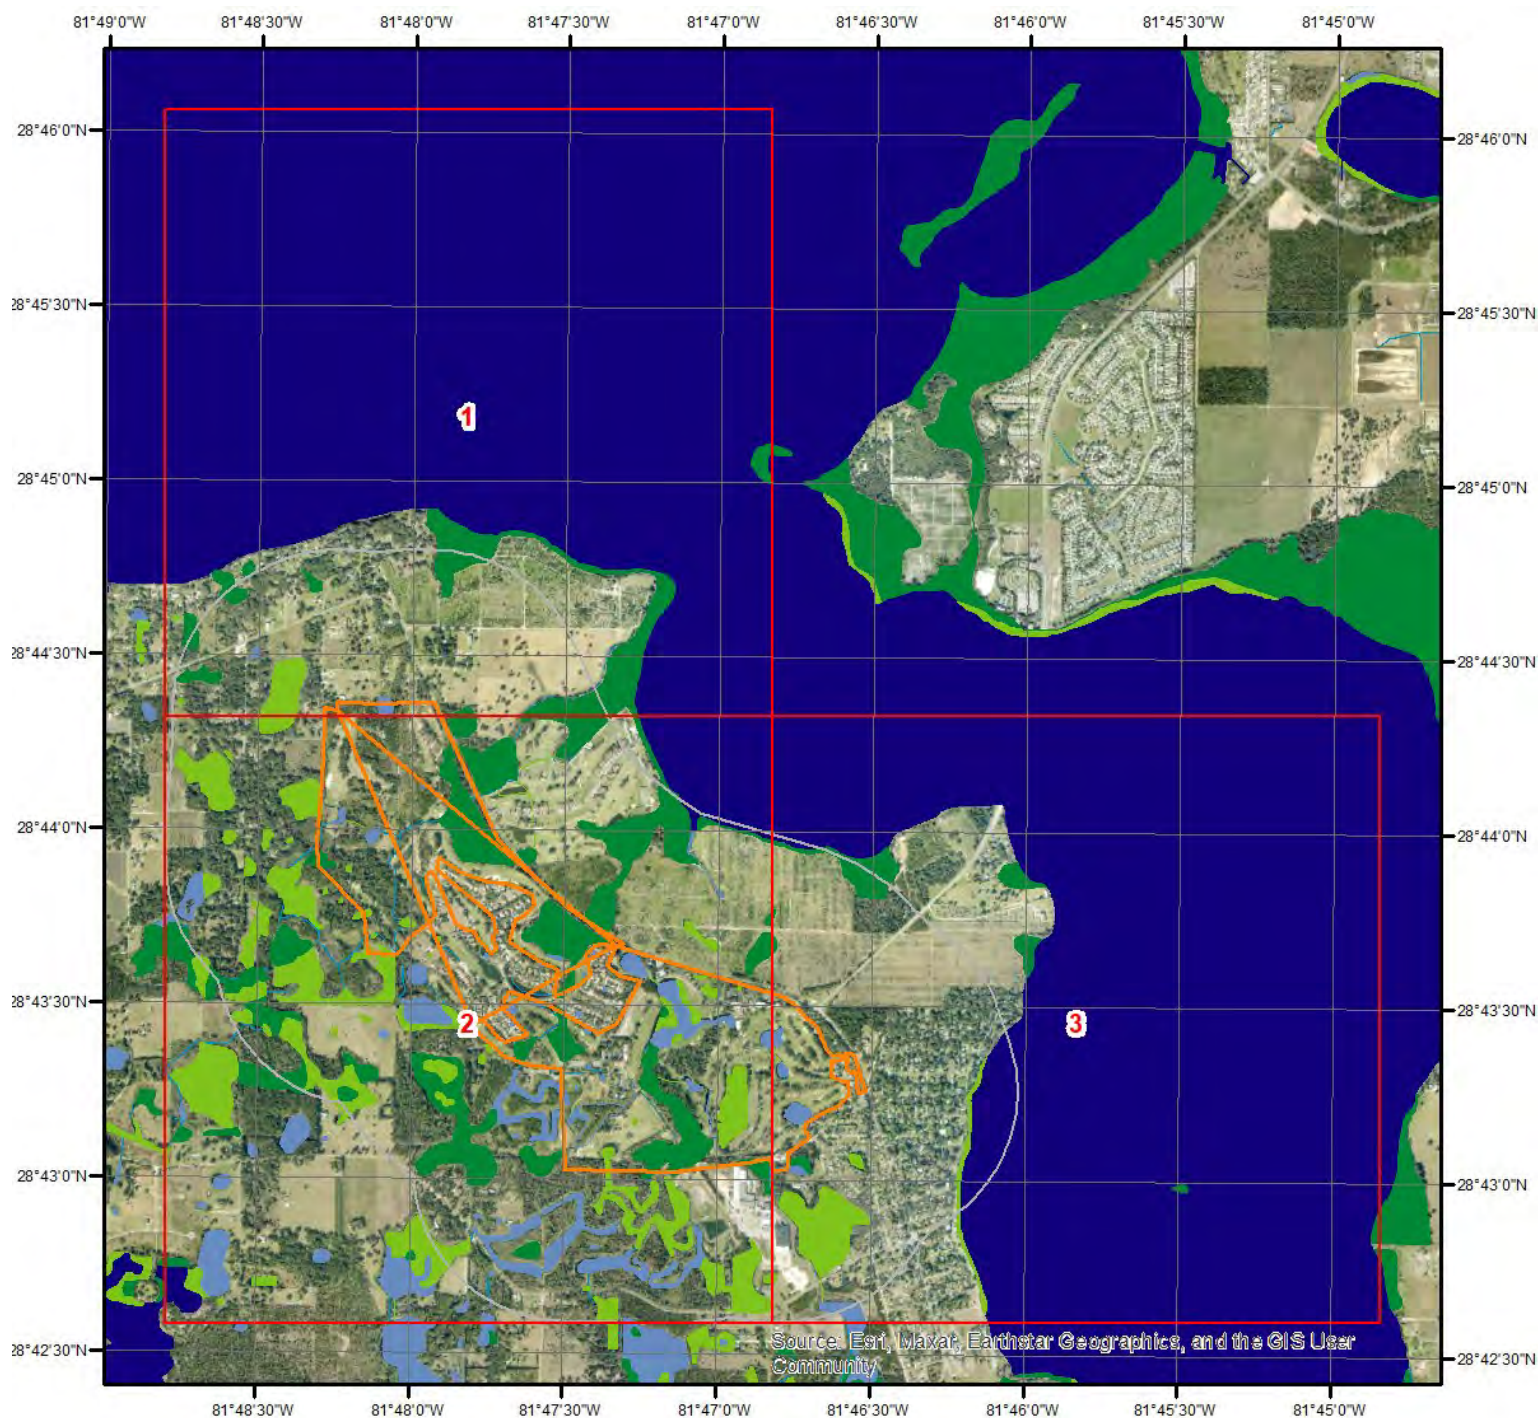 81°49'0"W 81°48'30"W 81°48'0"W 81°47'30"W 81°47'0"W 81°46'30"W 81°46'0"W 81°45'30"W 81°45'0"W
28°46'0"N 28°46'0"N
28°45'30"N 28°45'30"N
1
28°45'0"N 28°45'0"N
28°44'30"N 28°44'30"N
28°44'0"N 28°44'0"N
28°43'30"N 28°43'30"N
2 3
28°43'0"N 28°43'0"N
Source: Esri, Maxar, Earthstar Geographics, and the GIS User
Community
28°42'30"N 28°42'30"N
81°48'30"W 81°48'0"W 81°47'30"W 81°47'0"W 81°46'30"W 81°46'0"W 81°45'30"W 81°45'0"W